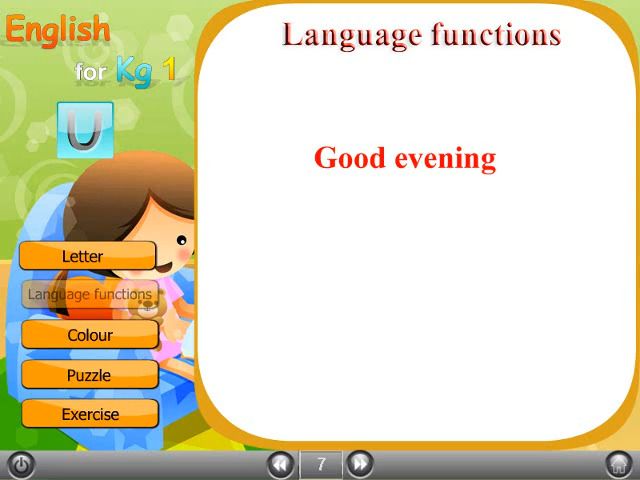 English
for Kg 1
U
Letter
Language functions
Colour
Puzzle
Exercise
Language functions
Good evening
7